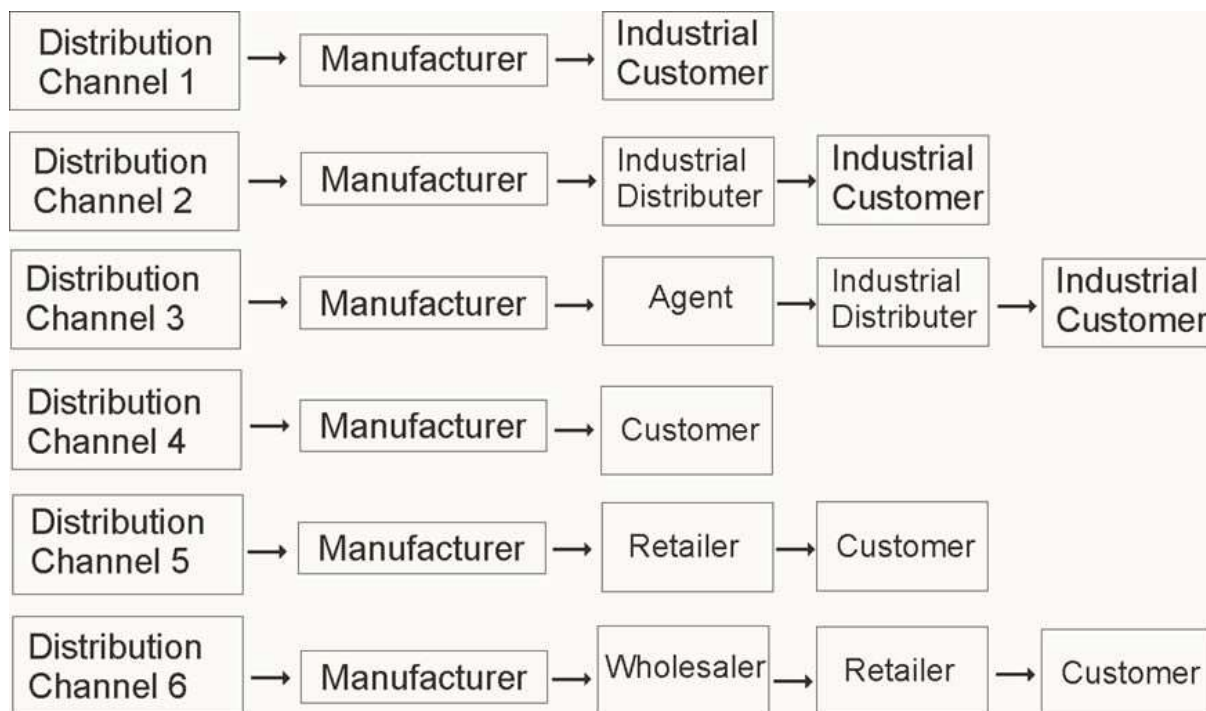 Distribution
Channel 1
Manufacturer
Industrial
Customer
Distribution
Channel 2
Manufacturer
Industrial
Distributer
Industrial
Customer
Distribution
Channel 3
Manufacturer
Agent
Industrial
Distributer
Industrial
Customer
Distribution
Channel 4
Manufacturer
Customer
Distribution
Channel 5
Manufacturer
Retailer
Customer
Distribution
Channel 6
Manufacturer
Wholesaler
Retailer
Customer